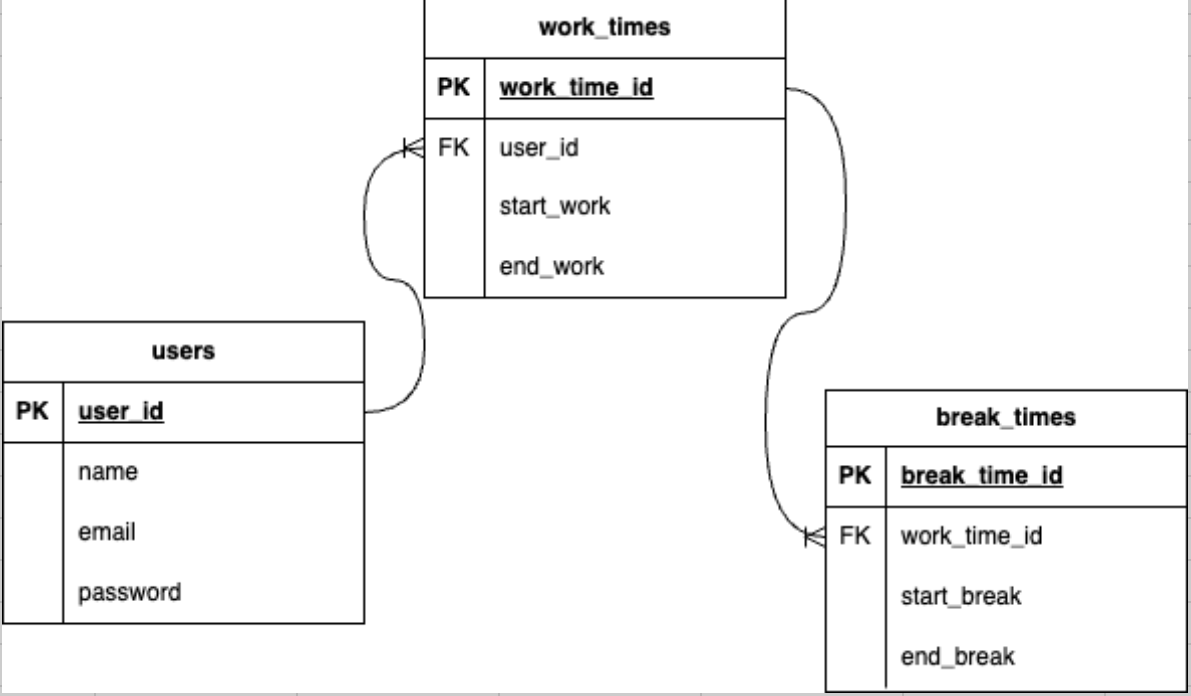 work_times
PK work_time_id
FK user_id
start_work
end_work
users
PK user_id
name
email
password
break_times
PK break_time_id
FK work_time_id
start_break
end_break